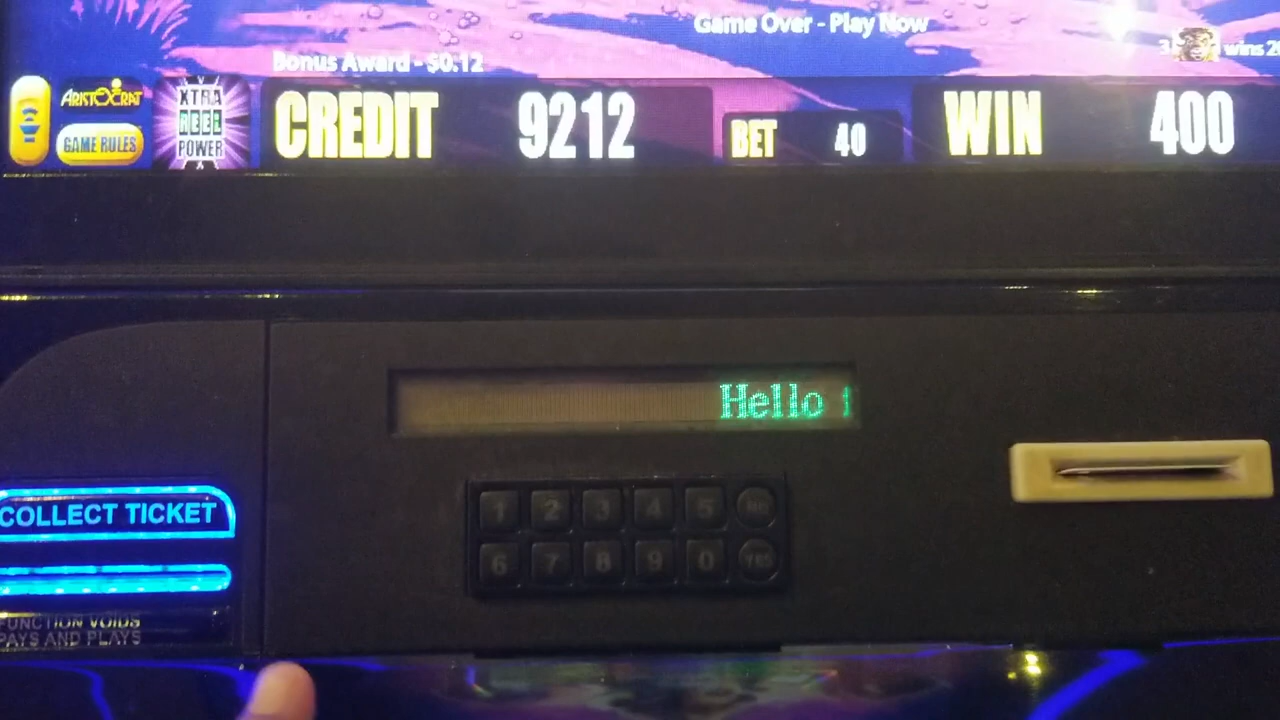 Game Over - Play Now
Bonus Award - $0.12
3 wins
ARISTOCRAT
GAME RULES
XTRA
REEL
POWER
CREDIT 9212
BET 40
WIN 400
Hello
COLLECT TICKET
1 2 3 4 5 NO
6 7 8 9 0 YES
FUNCTION VOIDS
PAYS AND PLAYS